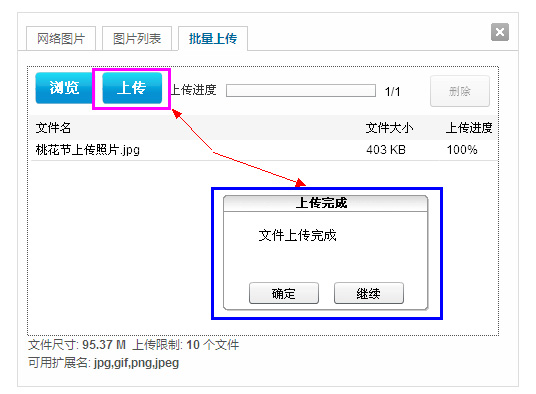 网络图片 图片列表 批量上传
浏览 上传 上传进度 1/1 删除
文件名 文件大小 上传进度
桃花节上传照片.jpg 403 KB 100%
上传完成
文件上传完成
确定 继续
文件尺寸: 95.37 M 上传限制: 10 个文件
可用扩展名: jpg,gif,png,jpeg